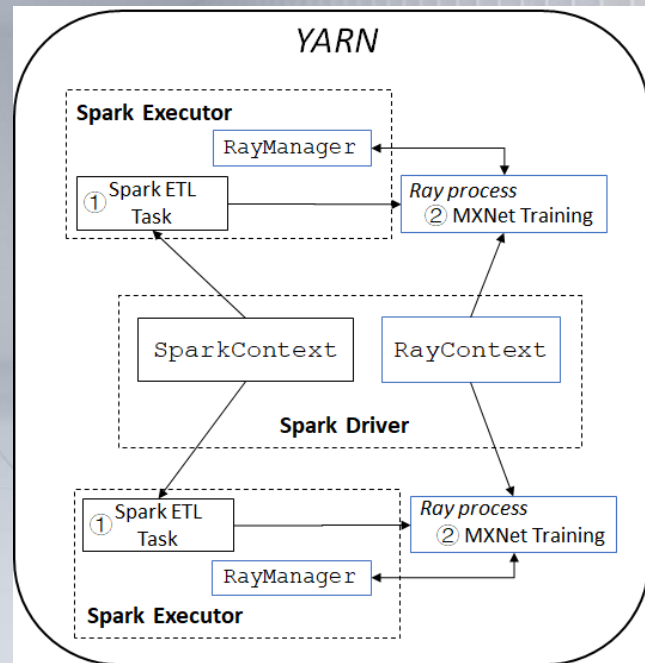 YARN
Spark Executor
RayManager
① Spark ETL
Task
Ray process
② MXNet Training
SparkContext
RayContext
Spark Driver
① Spark ETL
Task
Ray process
② MXNet Training
RayManager
Spark Executor